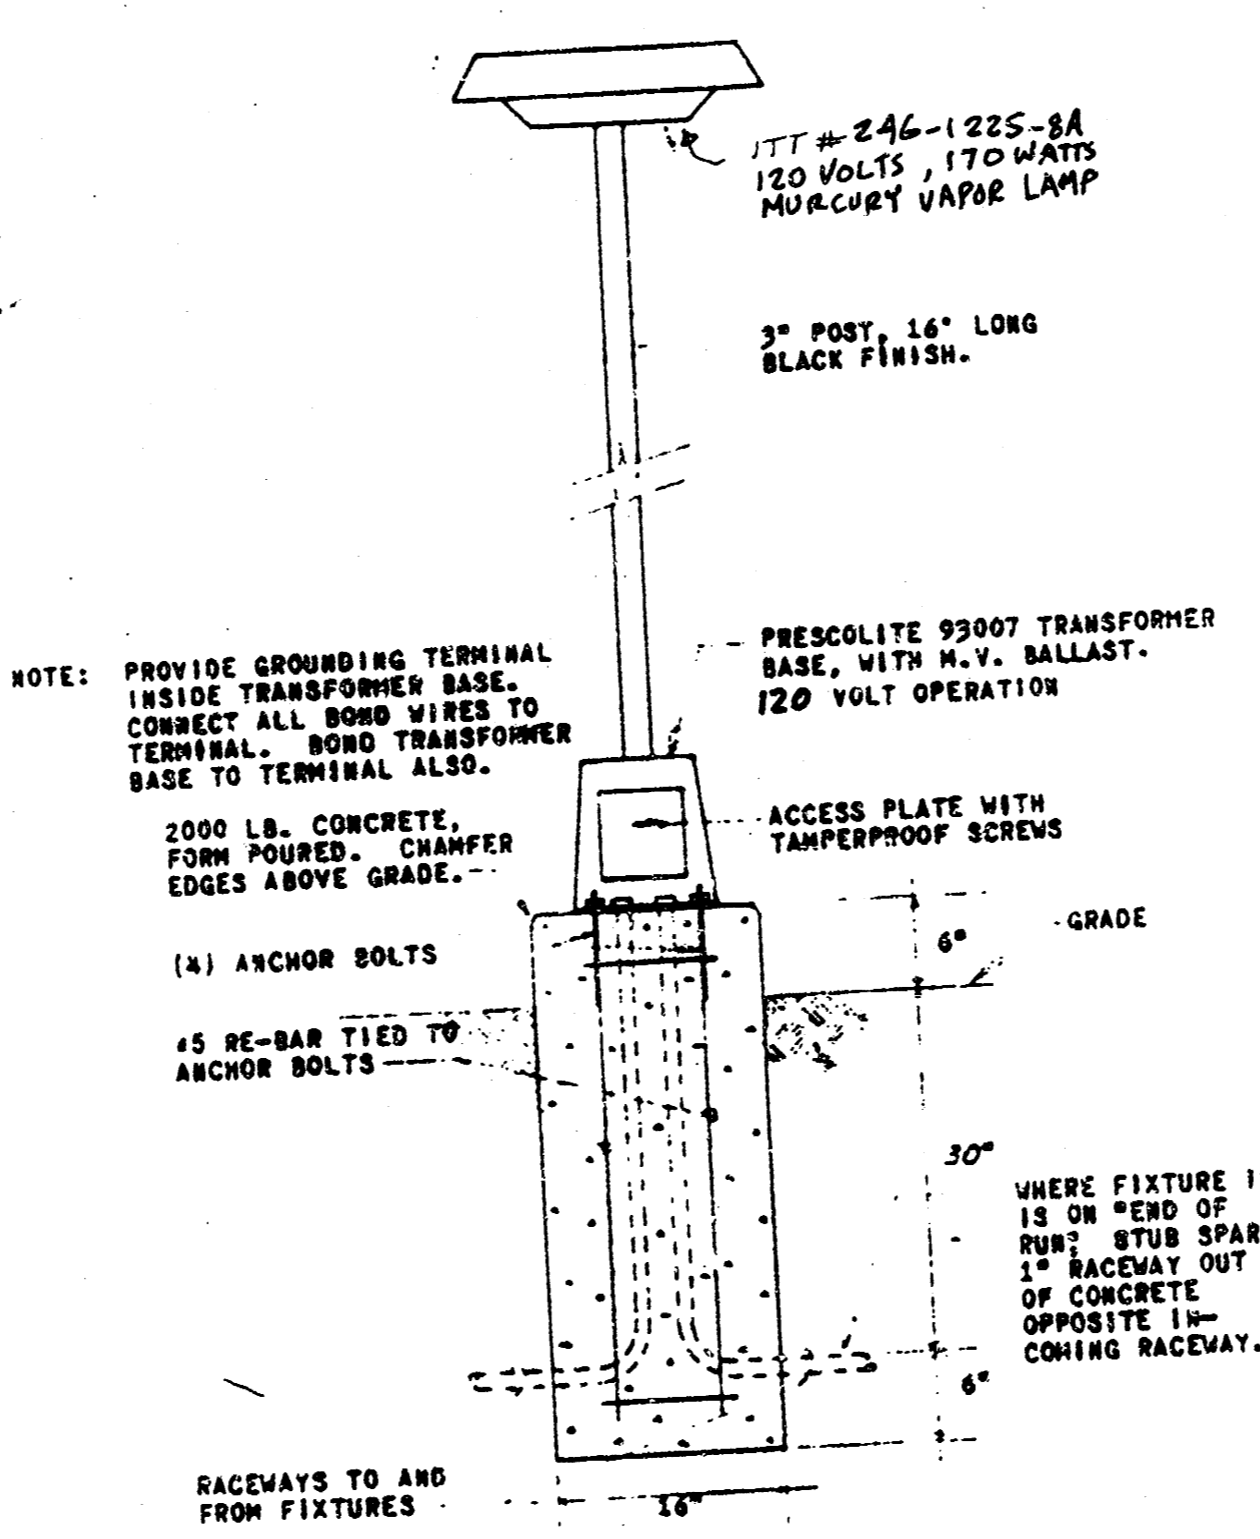 ITT # 246-1225-8A
120 VOLTS, 170 WATTS
MURCURY VAPOR LAMP
3" POST, 16" LONG
BLACK FINISH.
PRESCOLITE 93007 TRANSFORMER
BASE, WITH M.V. BALLAST.
120 VOLT OPERATION
NOTE: PROVIDE GROUNDING TERMINAL
INSIDE TRANSFORMER BASE.
CONNECT ALL BOND WIRES TO
TERMINAL. BOND TRANSFORMER
BASE TO TERMINAL ALSO.
ACCESS PLATE WITH
TAMPERPROOF SCREWS
2000 LB. CONCRETE,
FORM POURED. CHAMFER
EDGES ABOVE GRADE.
GRADE
6"
(4) ANCHOR BOLTS
#5 RE-BAR TIED TO
ANCHOR BOLTS
30"
WHERE FIXTURE
IS ON "END OF
RUN", STUB SPAR
1" RACEWAY OUT
OF CONCRETE
OPPOSITE IN-
COMING RACEWAY.
6"
RACEWAYS TO AND
FROM FIXTURES
16"